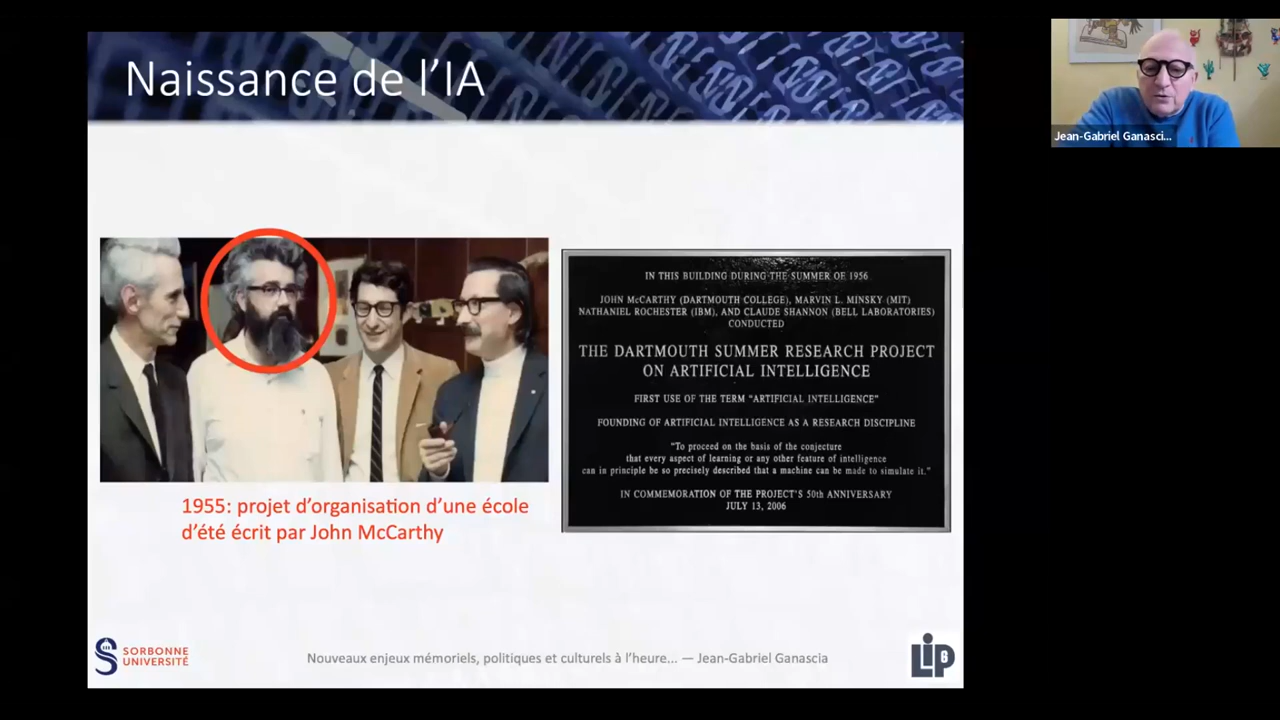 Naissance de l'IA
Jean-Gabriel Ganasci...
IN THIS BUILDING DURING THE SUMMER OF 1956
JOHN McCARTHY (DARTMOUTH COLLEGE), MARVIN L. MINSKY (MIT)
NATHANIEL ROCHESTER (IBM), AND CLAUDE SHANNON (BELL LABORATORIES)
CONDUCTED
THE DARTMOUTH SUMMER RESEARCH PROJECT
ON ARTIFICIAL INTELLIGENCE
FIRST USE OF THE TERM "ARTIFICIAL INTELLIGENCE"
FOUNDING OF ARTIFICIAL INTELLIGENCE AS A RESEARCH DISCIPLINE
"To proceed on the basis of the conjecture
that every aspect of learning or any other feature of intelligence
can in principle be so precisely described that a machine can be made to simulate it."
IN COMMEMORATION OF THE PROJECT'S 50th ANNIVERSARY
JULY 13, 2006
1955: projet d'organisation d'une école
d'été écrit par John McCarthy
SORBONNE
UNIVERSITÉ
Nouveaux enjeux mémoriels, politiques et culturels à l'heure... — Jean-Gabriel Ganascia
LIP6